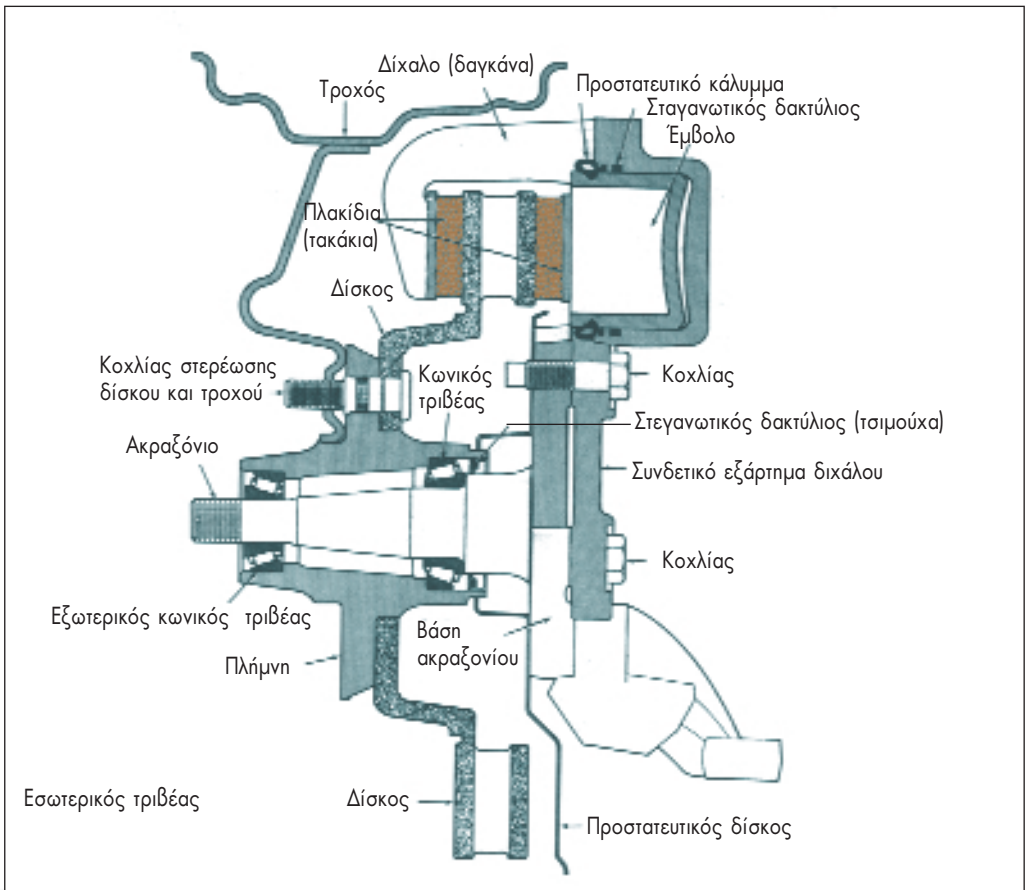 Δίχαλο (δαγκάνα)
Τροχός
Προστατευτικό κάλυμμα
Σταγανωτικός δακτύλιος
Έμβολο
Πλακίδια
(τακάκια)
Δίσκος
Κοχλίας στερέωσης
δίσκου και τροχού
Κωνικός
τριβέας
Κοχλίας
Στεγανωτικός δακτύλιος (τσιμούχα)
Ακραξόνιο
Συνδετικό εξάρτημα διχάλου
Κοχλίας
Εξωτερικός κωνικός τριβέας
Βάση
ακραξονίου
Πλήμνη
Εσωτερικός τριβέας
Δίσκος
Προστατευτικός δίσκος